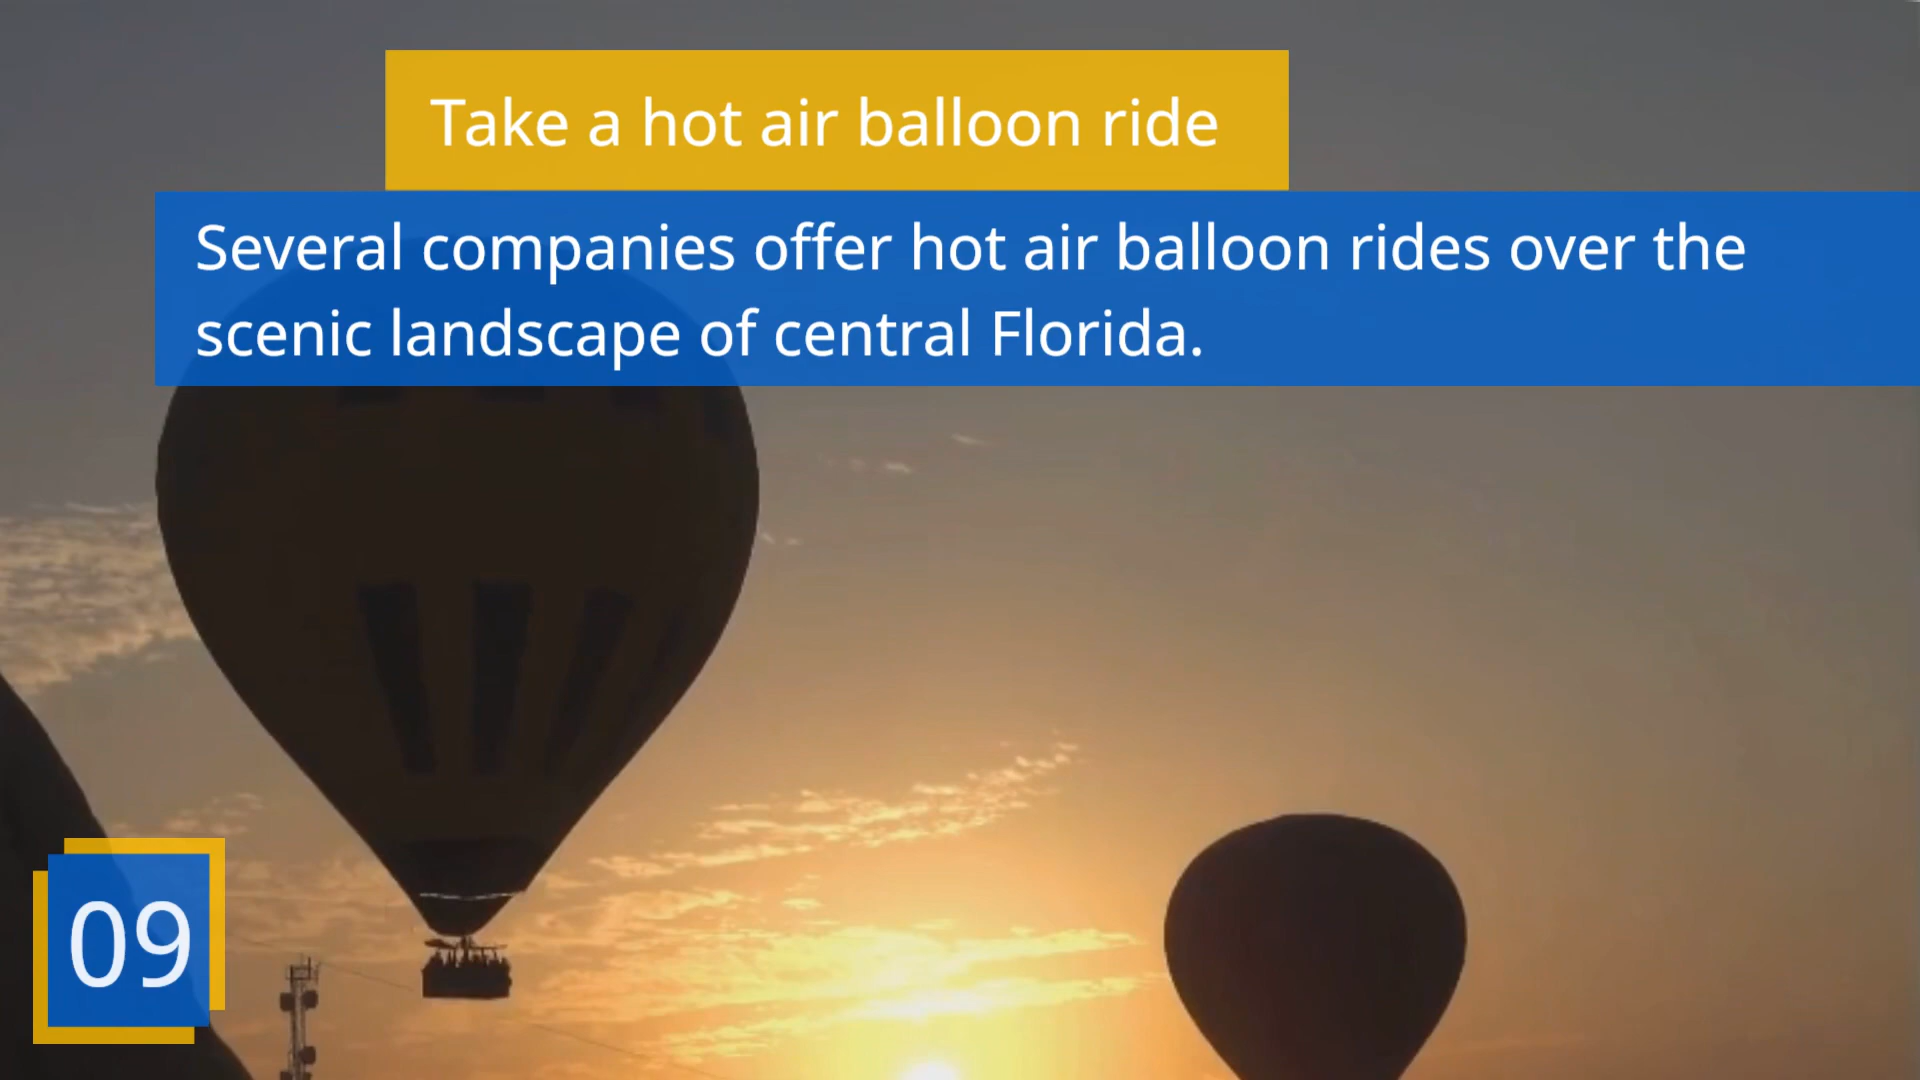 Take a hot air balloon ride
Several companies offer hot air balloon rides over the
scenic landscape of central Florida.
09